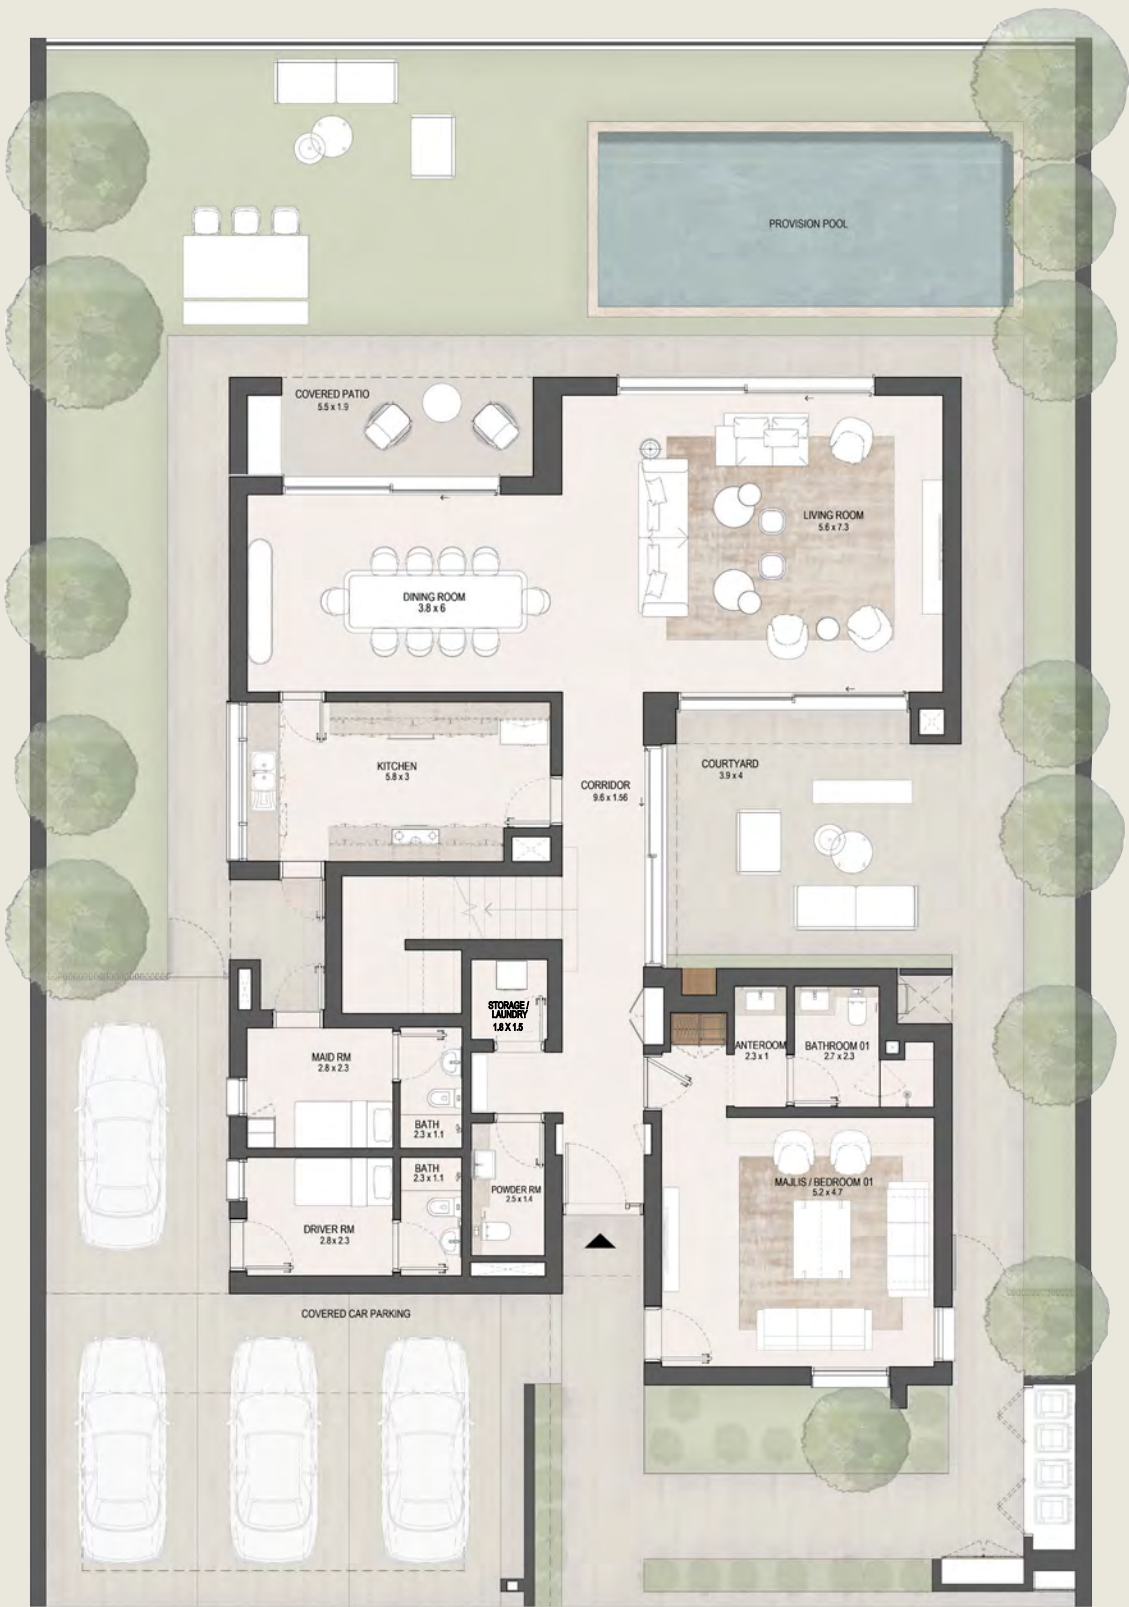 PROVISION POOL
COVERED PATIO
5.5 x 1.9
LIVING ROOM
5.6 x 7.3
DINING ROOM
3.8 x 6
KITCHEN
5.8 x 3
COURTYARD
3.9 x 4
CORRIDOR
9.6 x 1.56
STORAGE /
LAUNDRY
1.8 X 1.5
ANTEROOM
2.3 x 1
BATHROOM 01
2.7 x 2.3
MAID RM
2.8 x 2.3
BATH
2.3 x 1.1
BATH
2.3 x 1.1
POWDER RM
2.5 x 1.4
MAJLIS / BEDROOM 01
5.2 x 4.7
DRIVER RM
2.8 x 2.3
COVERED CAR PARKING